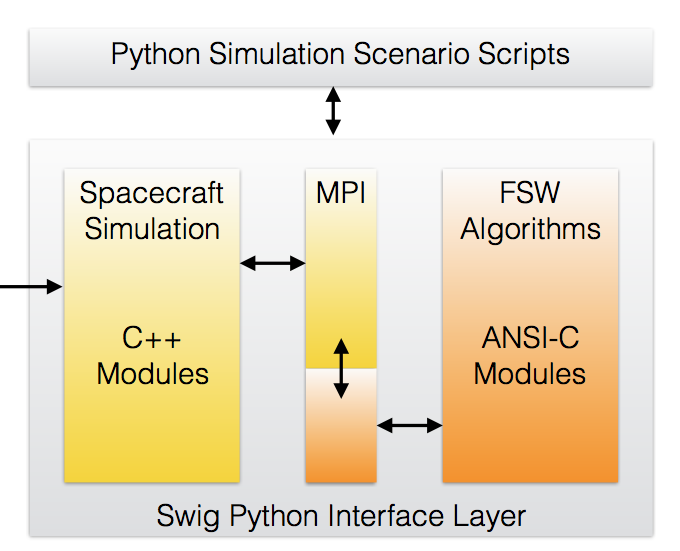 Python Simulation Scenario Scripts
Spacecraft
Simulation
C++
Modules
MPI
FSW
Algorithms
ANSI-C
Modules
Swig Python Interface Layer